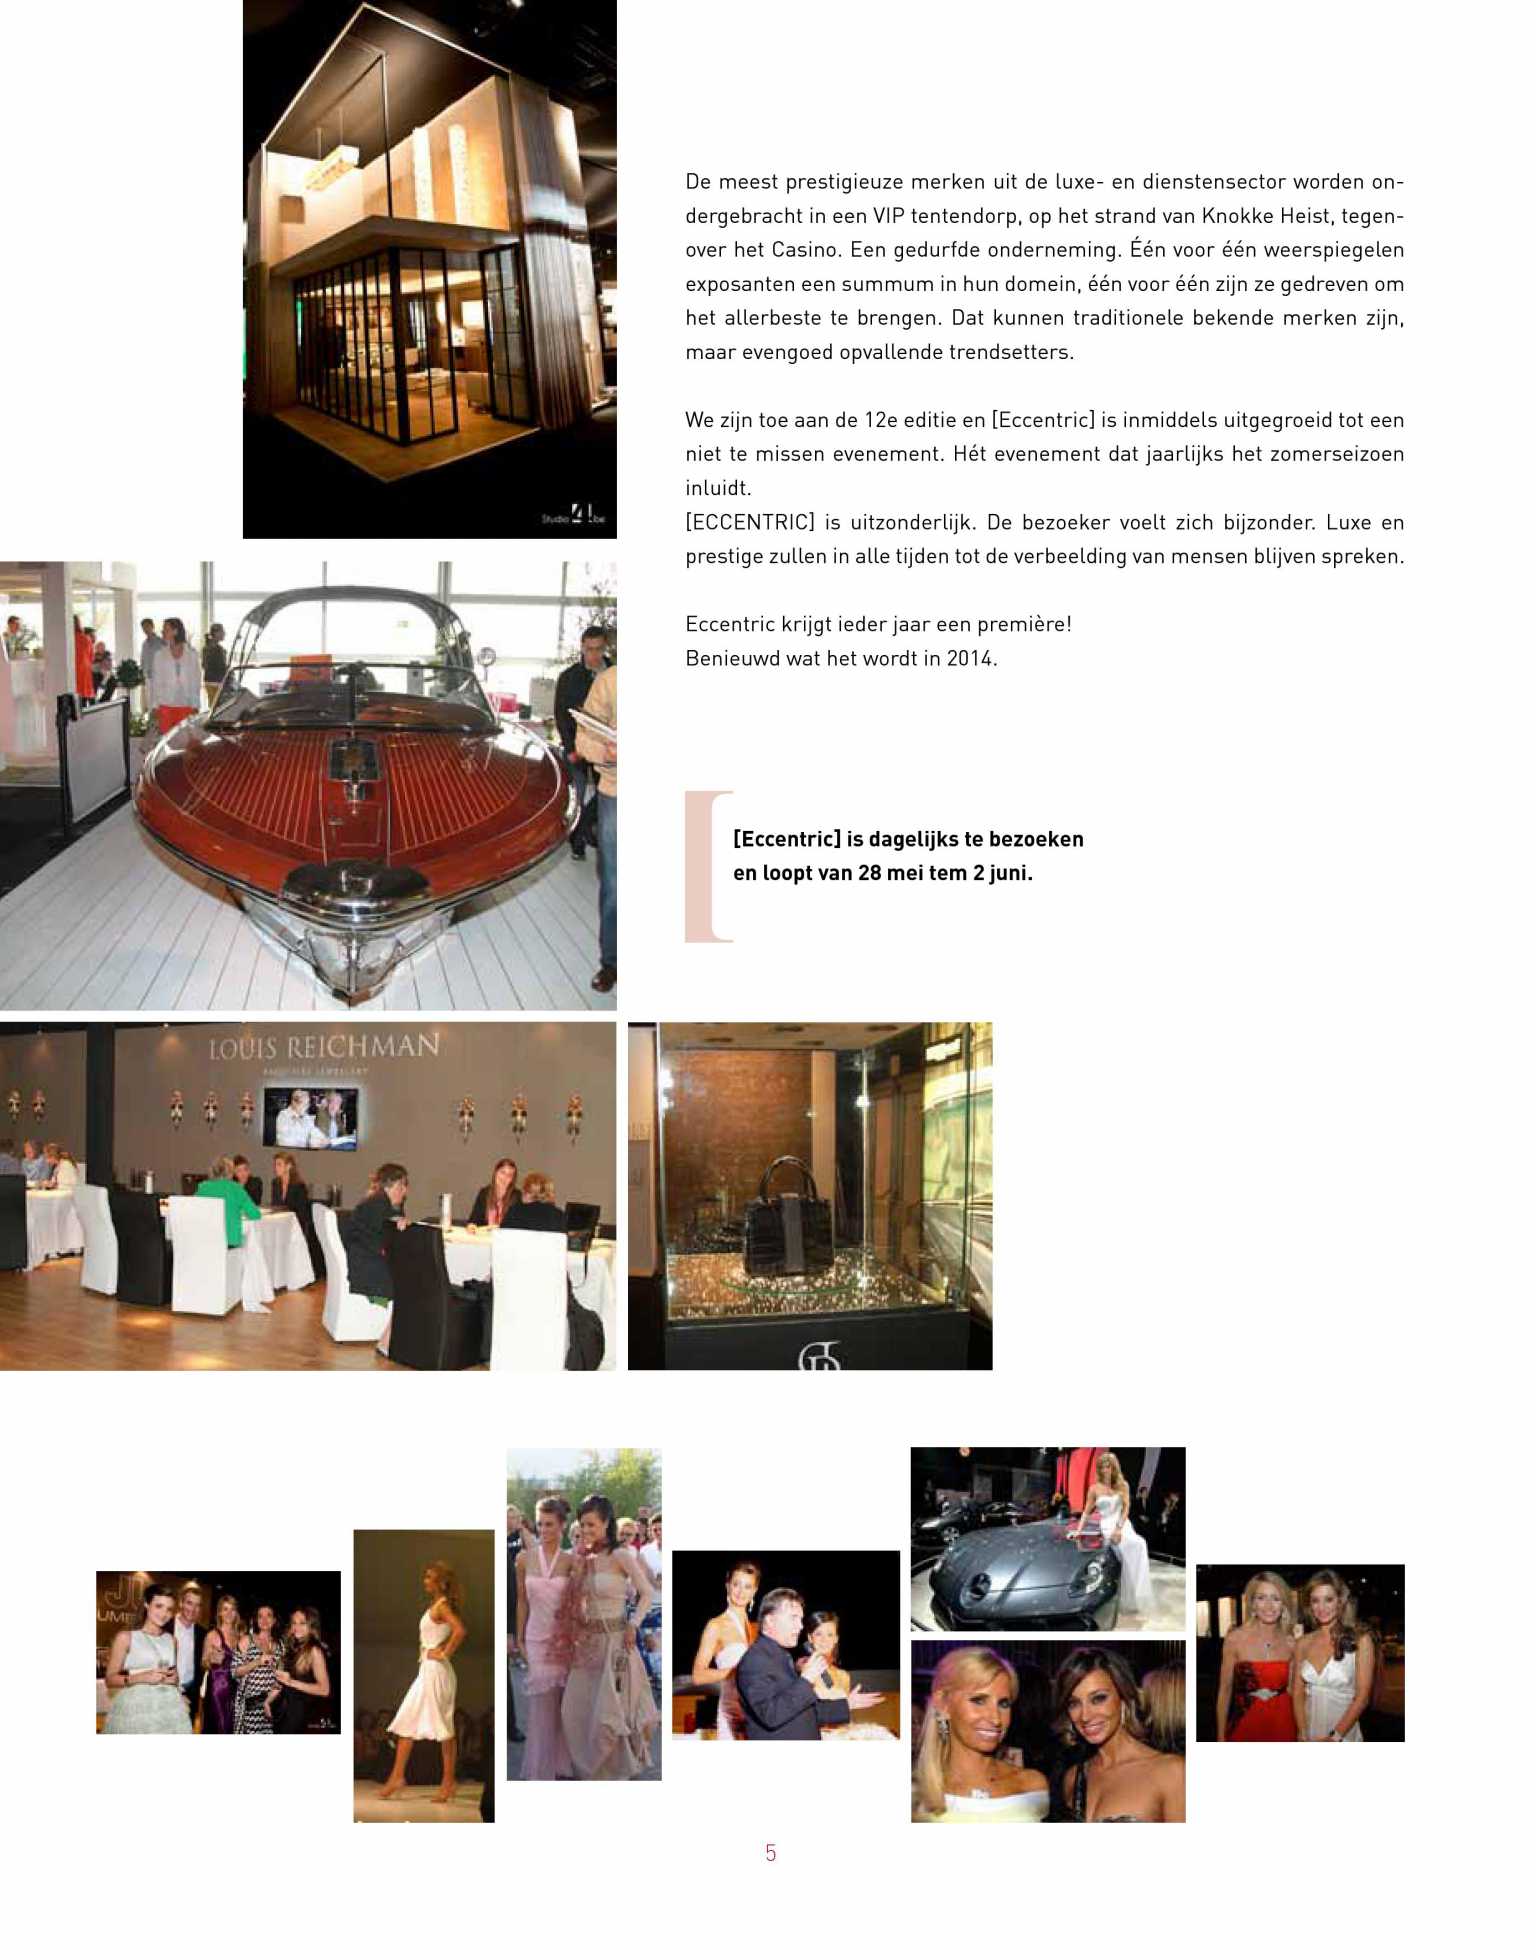 De meest prestigieuze merken uit de luxe- en dienstensector worden on-
dergebracht in een VIP tentendorp, op het strand van Knokke Heist, tegen-
over het Casino. Een gedurfde onderneming. Één voor één weerspiegelen
exposanten een summum in hun domein, één voor één zijn ze gedreven om
het allerbeste te brengen. Dat kunnen traditionele bekende merken zijn,
maar evengoed opvallende trendsetters.
We zijn toe aan de 12e editie en [Eccentric] is inmiddels uitgegroeid tot een
niet te missen evenement. Hét evenement dat jaarlijks het zomerseizoen
inluidt.
[ECCENTRIC] is uitzonderlijk. De bezoeker voelt zich bijzonder. Luxe en
prestige zullen in alle tijden tot de verbeelding van mensen blijven spreken.
Eccentric krijgt ieder jaar een première!
Benieuwd wat het wordt in 2014.
Studio 4!.be
[Eccentric] is dagelijks te bezoeken
en loopt van 28 mei tem 2 juni.
LOUIS REICHMAN
5